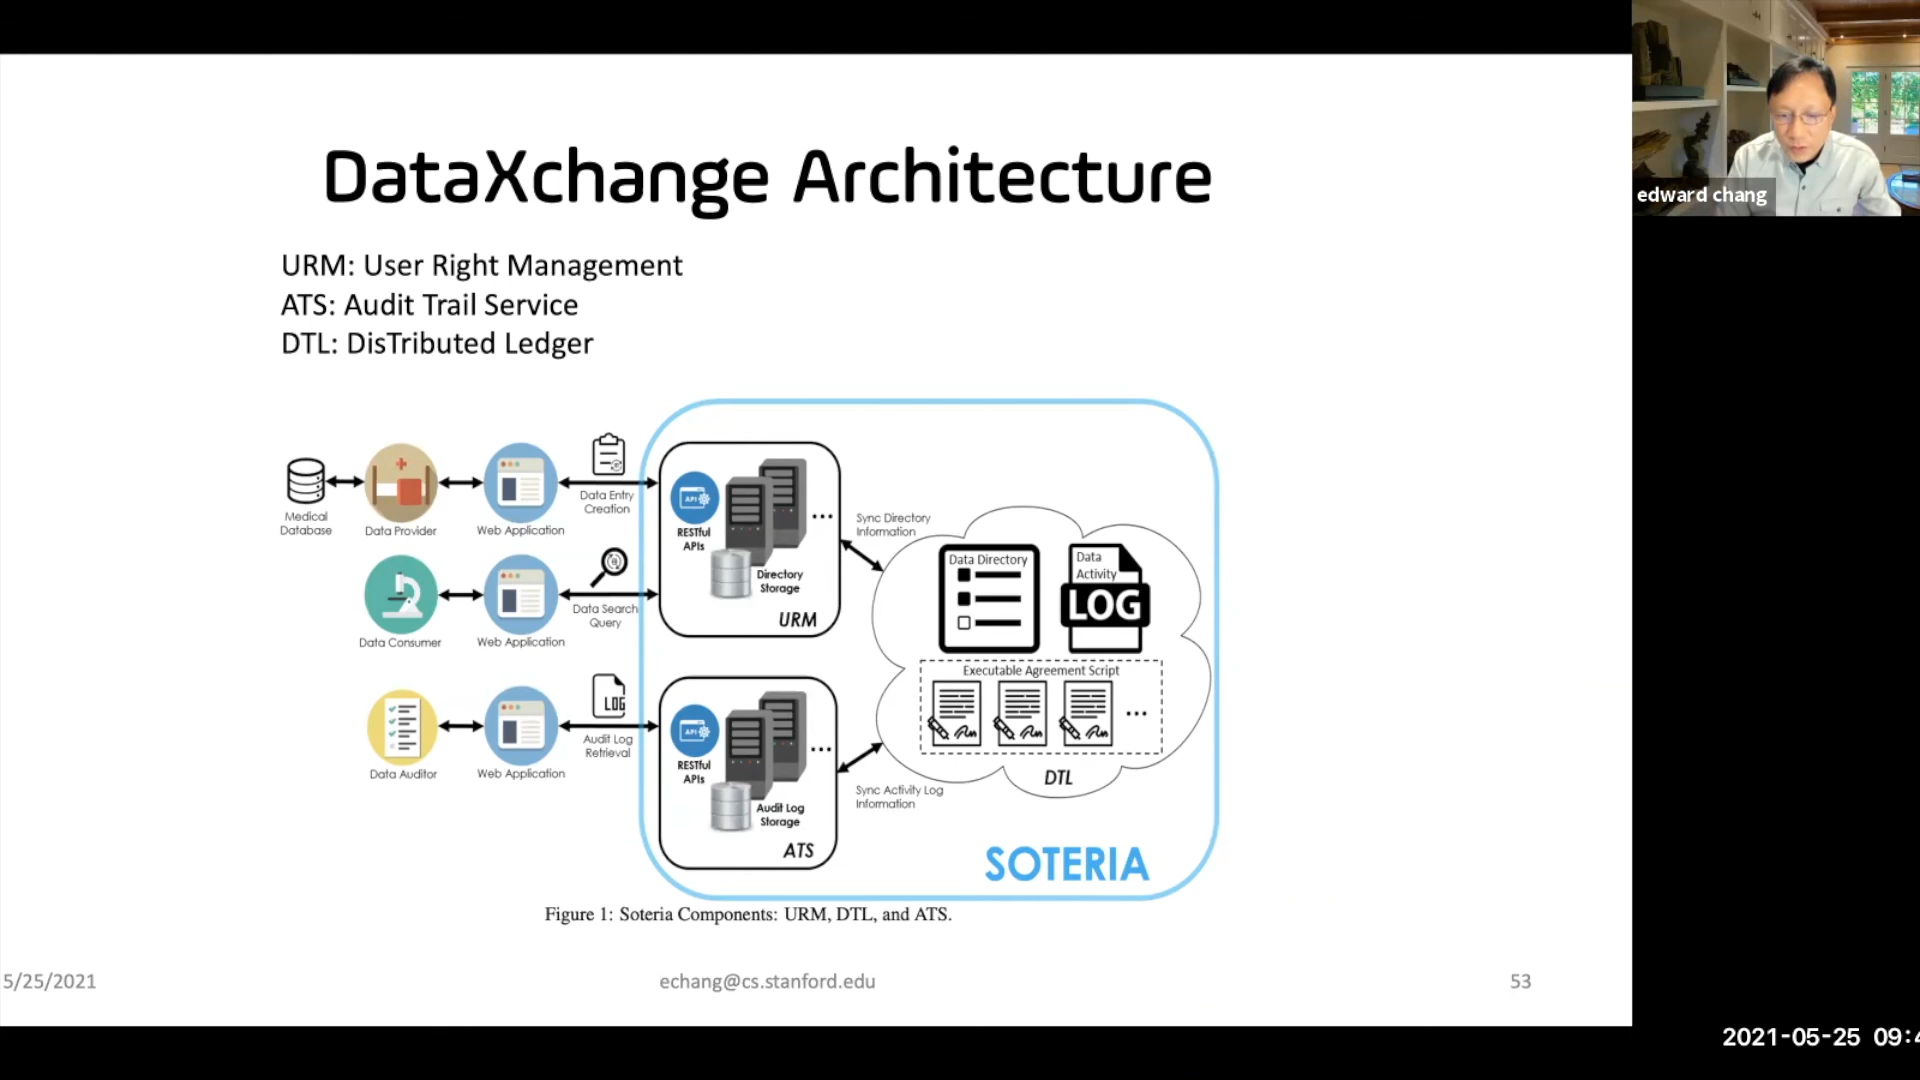 DataXchange Architecture
edward chang
URM: User Right Management
ATS: Audit Trail Service
DTL: DisTributed Ledger
Medical
Database
Data Provider
Web Application
Data Entry
Creation
API
RESTful
APIs
Directory
Storage
URM
Sync Directory
Information
Data Consumer
Web Application
Data Search
Query
Data Directory
Data
Activity
LOG
Executable Agreement Script
DTL
Data Auditor
Web Application
LOG
Audit Log
Retrieval
API
RESTful
APIs
Audit Log
Storage
ATS
Sync Activity Log
Information
SOTERIA
Figure 1: Soteria Components: URM, DTL, and ATS.
5/25/2021
echang@cs.stanford.edu
53
2021-05-25 09:4